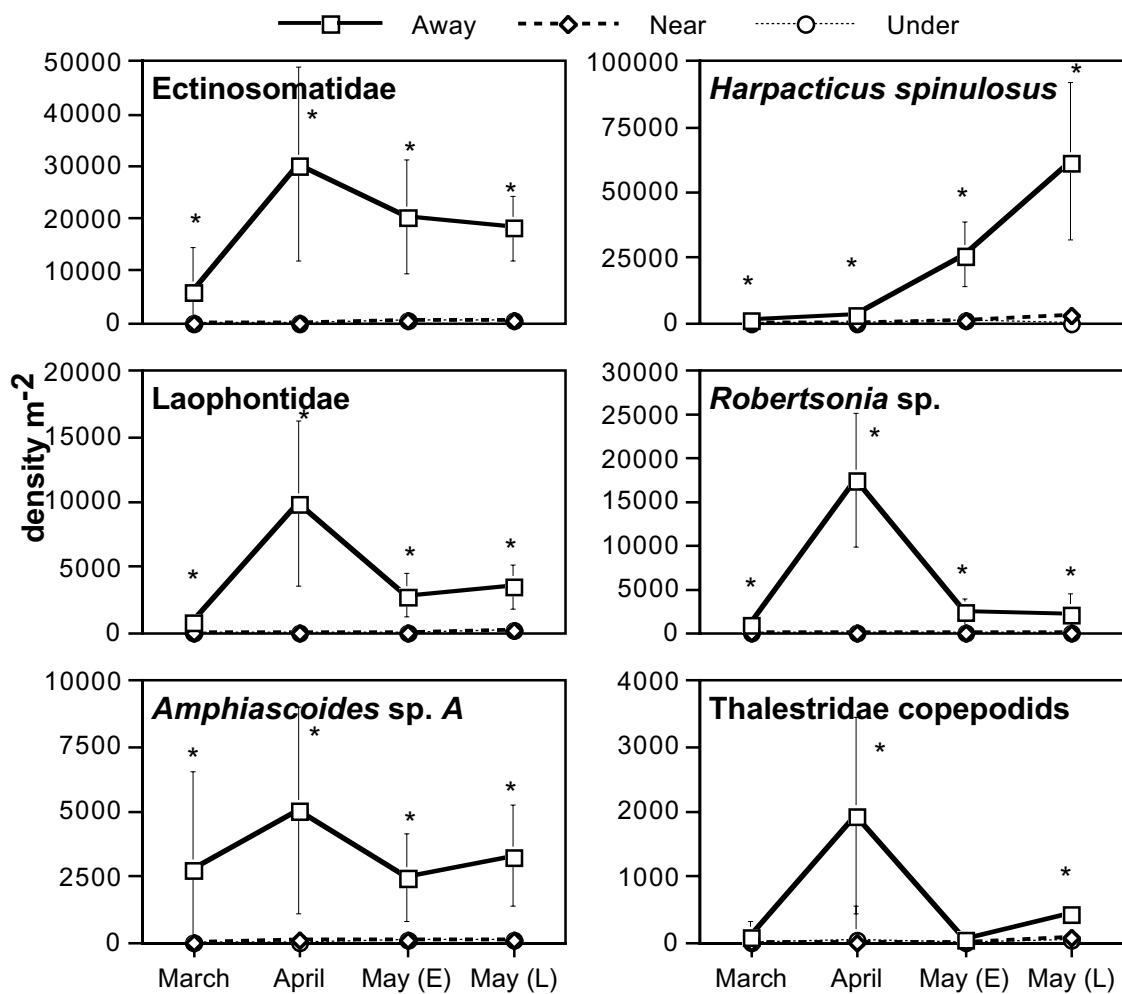 Away Near Under
density m-2
Ectinosomatidae
50000
40000
30000
20000
10000
0
* * * *
Harpacticus spinulosus
100000
75000
50000
25000
0
* * * *
Laophontidae
20000
15000
10000
5000
0
* * * *
Robertsonia sp.
30000
25000
20000
15000
10000
5000
0
* * * *
Amphiascoides sp. A
10000
7500
5000
2500
0
* * * *
March April May (E) May (L)
Thalestridae copepodids
4000
3000
2000
1000
0
* *
March April May (E) May (L)